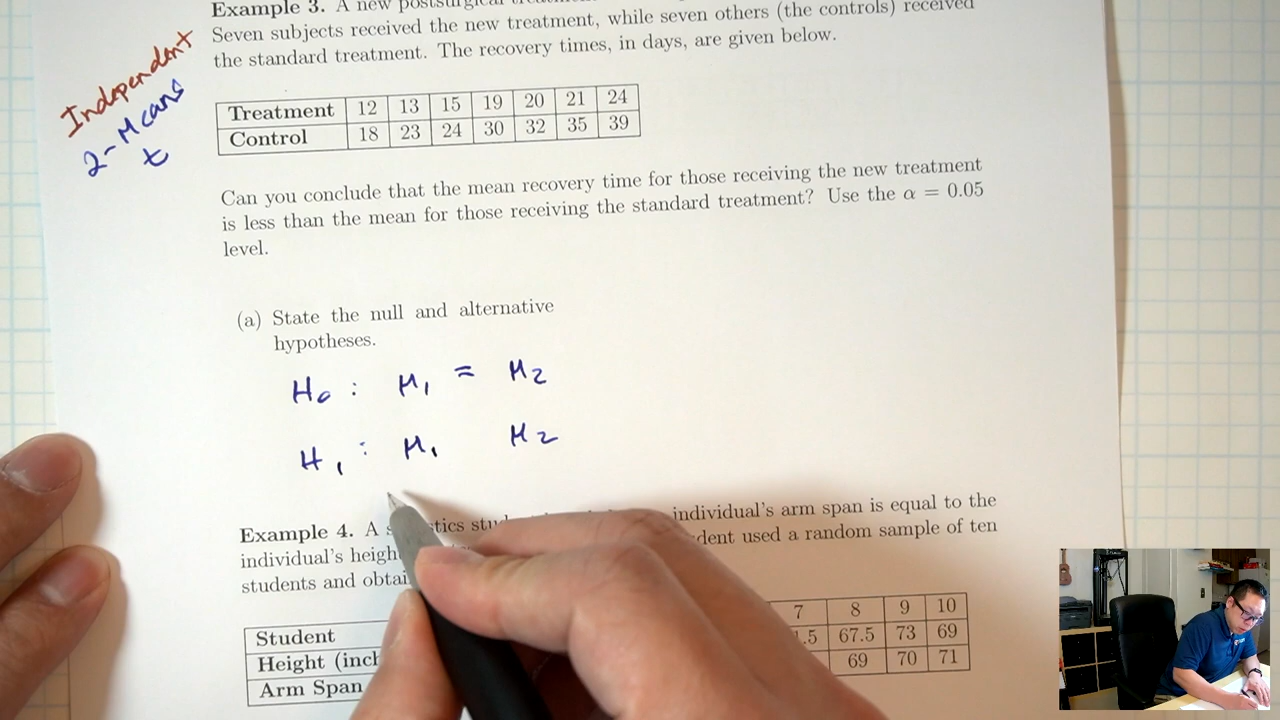 Example 3. A new postsurgical
Seven subjects received the new treatment, while seven others (the controls) received
the standard treatment. The recovery times, in days, are given below.
Independent
2-Means
t
Treatment 12 13 15 19 20 21 24
Control 18 23 24 30 32 35 39
Can you conclude that the mean recovery time for those receiving the new treatment
is less than the mean for those receiving the standard treatment? Use the α = 0.05
level.
(a) State the null and alternative
hypotheses.
H₀ : μ₁ = μ₂
H₁ : μ₁ μ₂
Example 4. A individual's arm span is equal to the
individual's height used a random sample of ten
students and
Student 7 8 9 10
Height .5 67.5 73 69
Arm Span 69 70 71